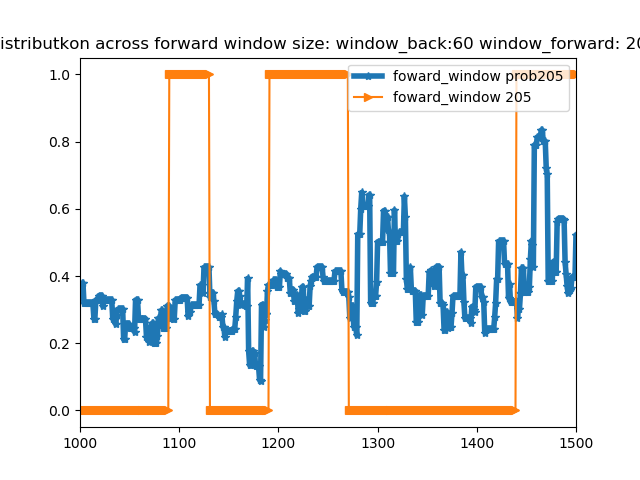 istributkon across forward window size: window_back:60 window_forward: 20
foward_window prob205
foward_window 205
1.0
0.8
0.6
0.4
0.2
0.0
1000 1100 1200 1300 1400 1500